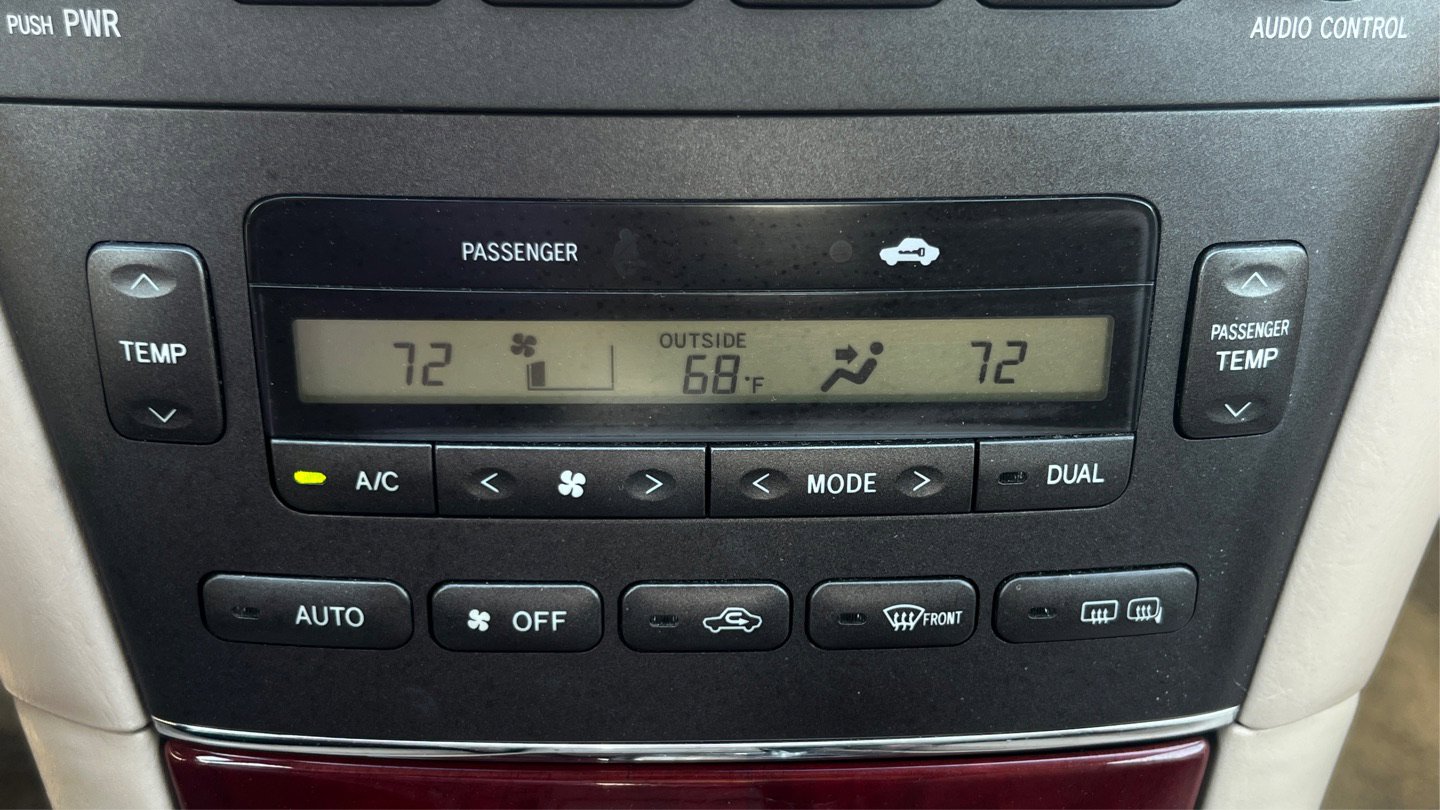 PUSH PWR
AUDIO CONTROL
PASSENGER
TEMP
72
OUTSIDE
68°F
72
PASSENGER
TEMP
A/C
< >
< MODE >
DUAL
AUTO
OFF
FRONT